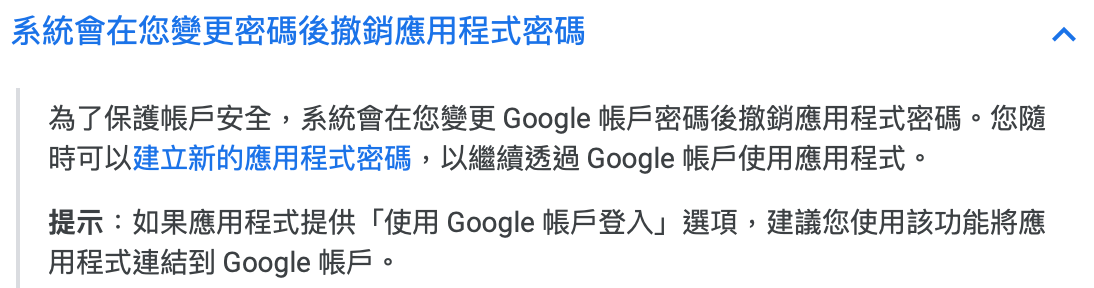 系統會在您變更密碼後撤銷應用程式密碼
為了保護帳戶安全，系統會在您變更 Google 帳戶密碼後撤銷應用程式密碼。您隨
時可以建立新的應用程式密碼，以繼續透過 Google 帳戶使用應用程式。
提示：如果應用程式提供「使用 Google 帳戶登入」選項，建議您使用該功能將應
用程式連結到 Google 帳戶。